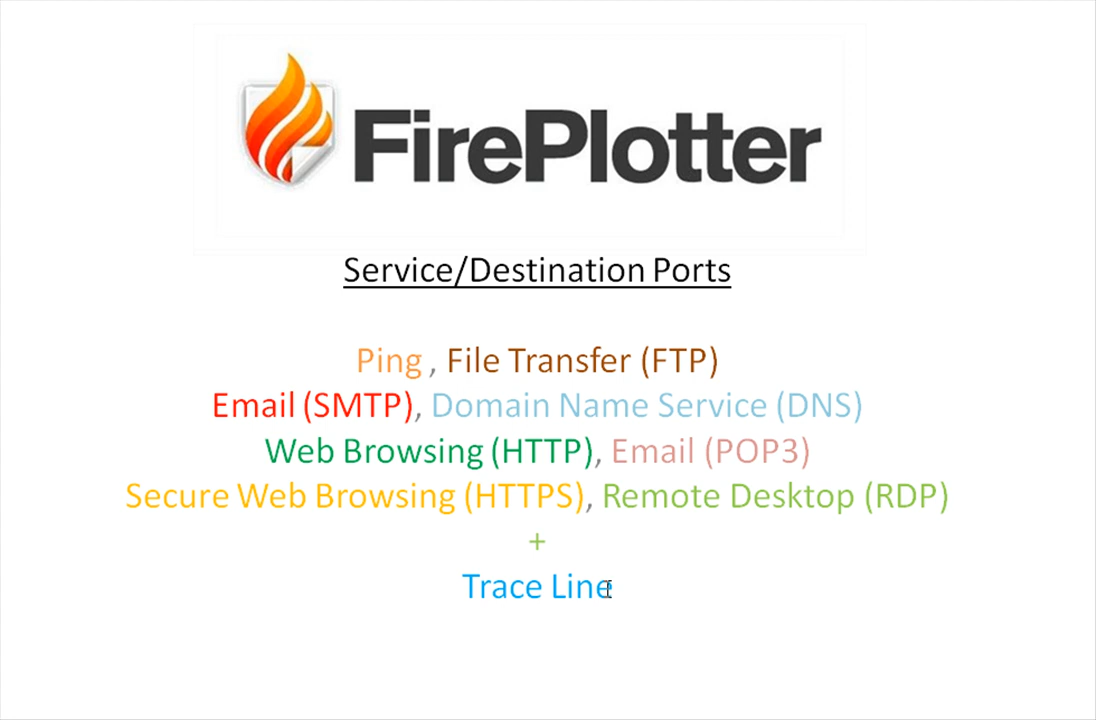 FirePlotter
Service/Destination Ports
Ping , File Transfer (FTP)
Email (SMTP), Domain Name Service (DNS)
Web Browsing (HTTP), Email (POP3)
Secure Web Browsing (HTTPS), Remote Desktop (RDP)
+
Trace Line